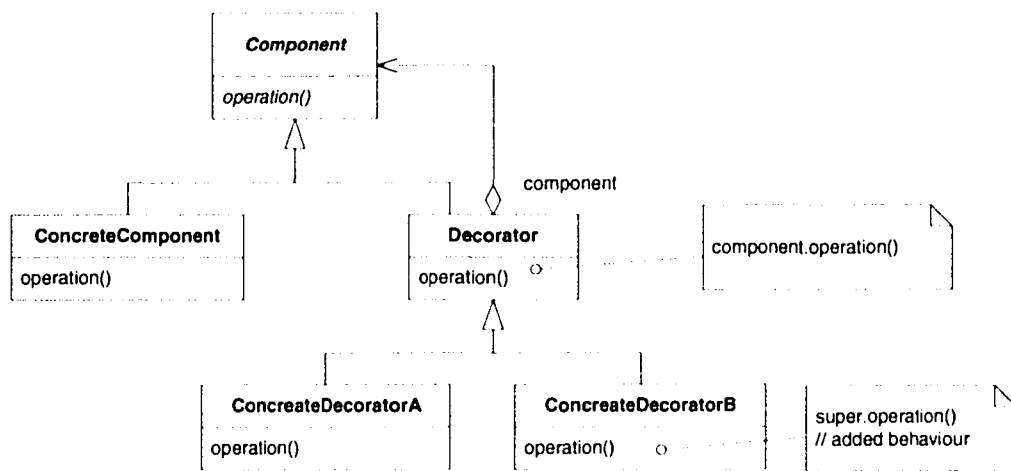 Component
operation()
component
ConcreteComponent
operation()
Decorator
operation()
component.operation()
ConcreateDecoratorA
operation()
ConcreateDecoratorB
operation()
super.operation()
// added behaviour